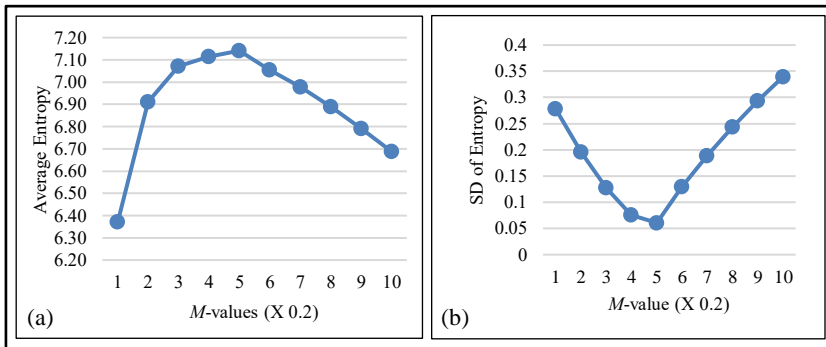 7.20
7.10
7.00
6.90
6.80
6.70
6.60
6.50
6.40
6.30
6.20
Average Entropy
1 2 3 4 5 6 7 8 9 10
M-values (X 0.2)
(a)
0.4
0.35
0.3
0.25
0.2
0.15
0.1
0.05
0
SD of Entropy
1 2 3 4 5 6 7 8 9 10
M-value (X 0.2)
(b)